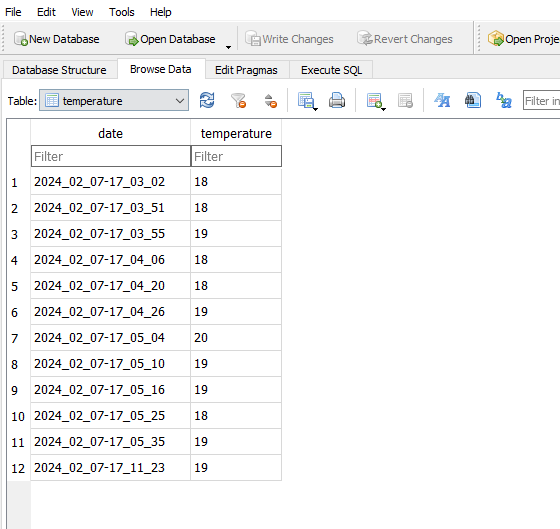 File Edit View Tools Help
New Database Open Database Write Changes Revert Changes Open Proje
Database Structure Browse Data Edit Pragmas Execute SQL
Table: temperature Filter in
date temperature
Filter Filter
1 2024_02_07-17_03_02 18
2 2024_02_07-17_03_51 18
3 2024_02_07-17_03_55 19
4 2024_02_07-17_04_06 18
5 2024_02_07-17_04_20 18
6 2024_02_07-17_04_26 19
7 2024_02_07-17_05_04 20
8 2024_02_07-17_05_10 19
9 2024_02_07-17_05_16 19
10 2024_02_07-17_05_25 18
11 2024_02_07-17_05_35 19
12 2024_02_07-17_11_23 19